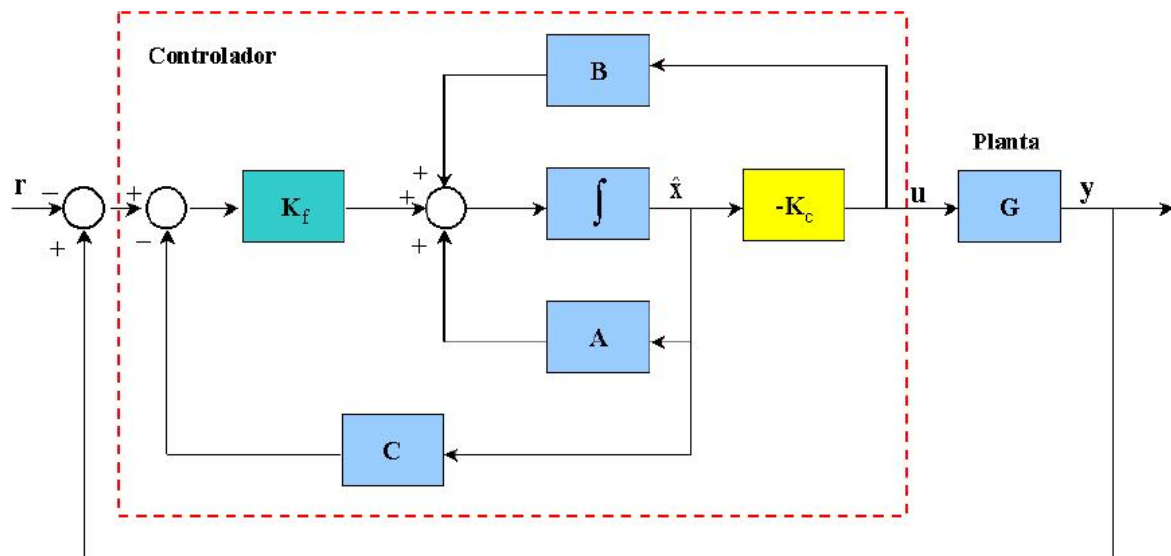 Controlador
B
Planta
r
−
+
+
+
+
K_f
∫
x̂
-K_c
u
G
y
+
−
+
A
C